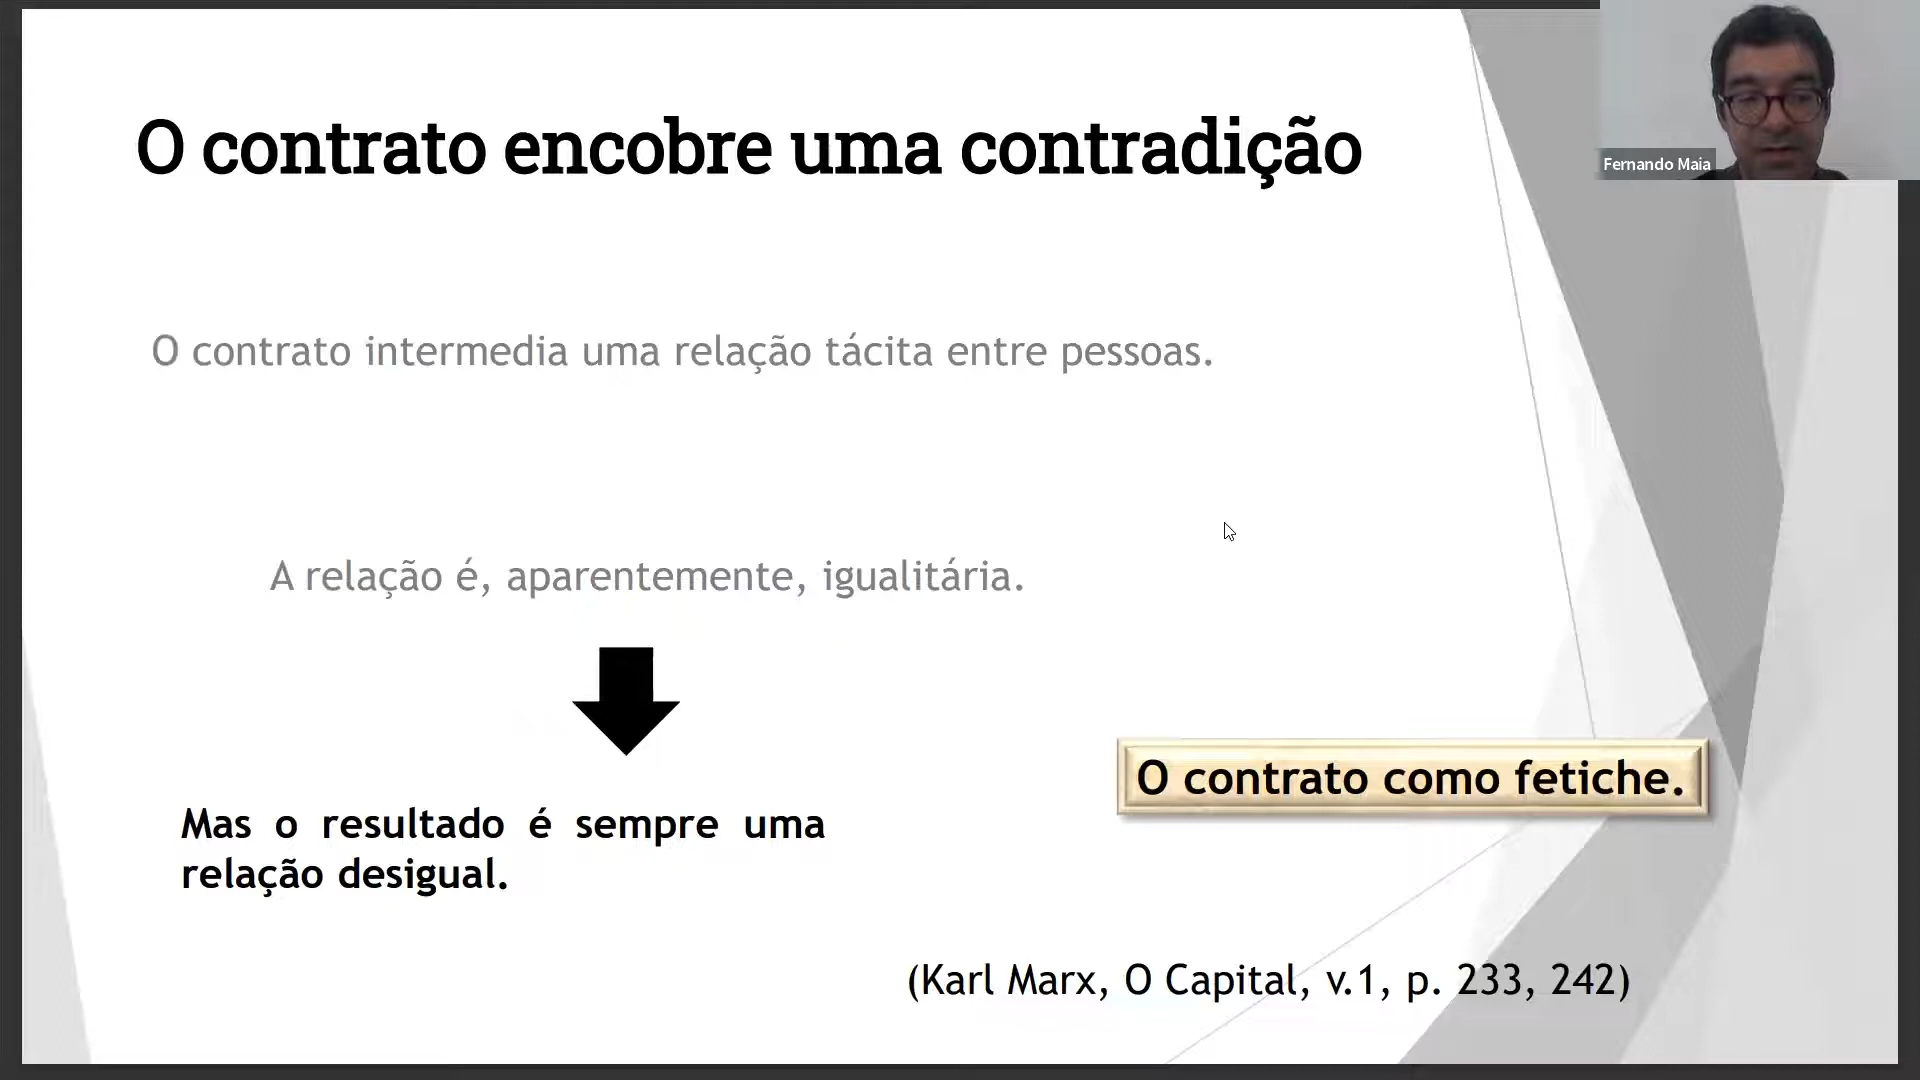 O contrato encobre uma contradição
Fernando Maia
O contrato intermedia uma relação tácita entre pessoas.
A relação é, aparentemente, igualitária.
O contrato como fetiche.
Mas o resultado é sempre uma
relação desigual.
(Karl Marx, O Capital, v.1, p. 233, 242)